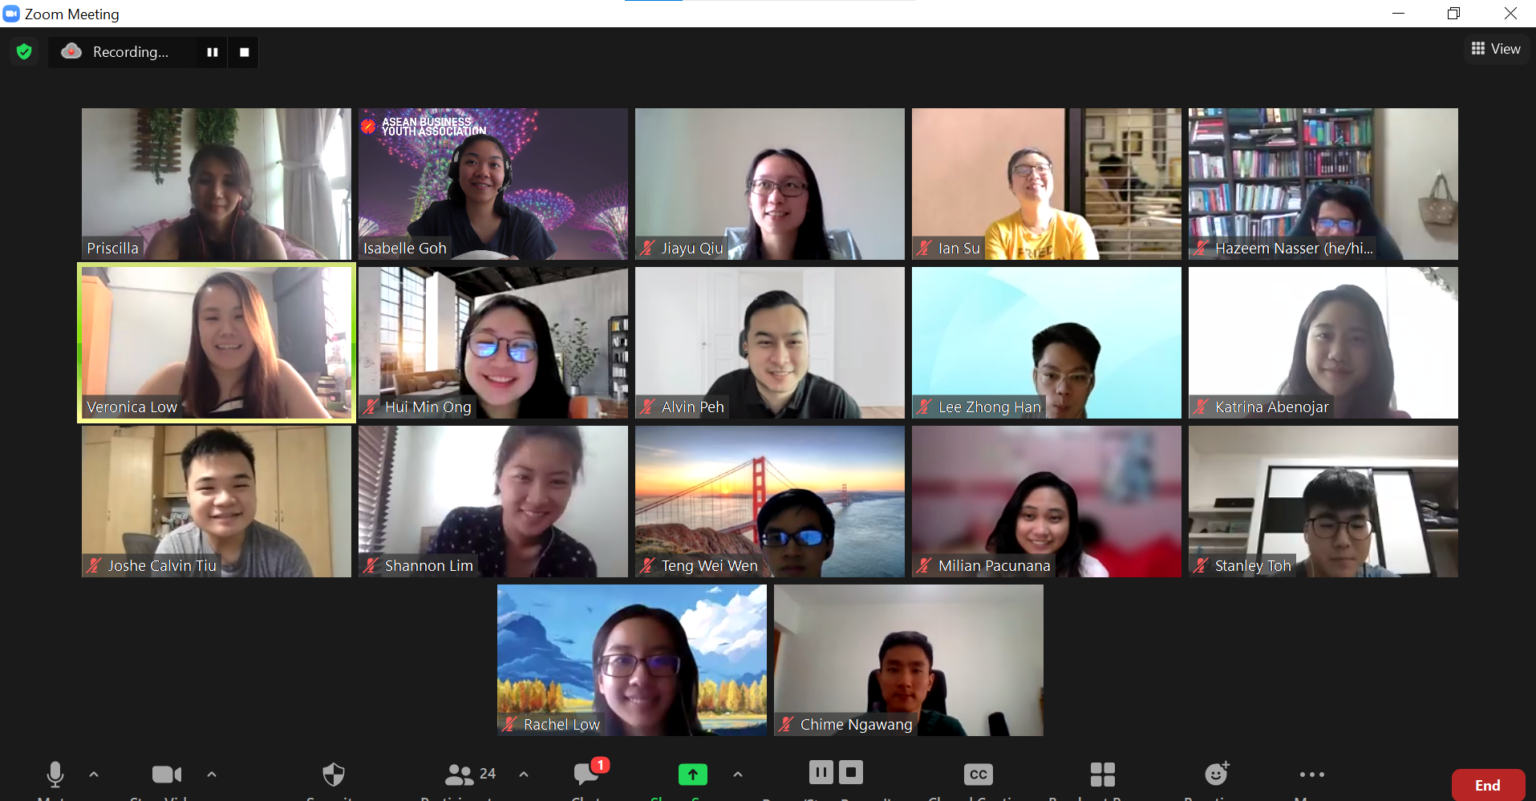 Zoom Meeting
Recording...
View
ASEAN BUSINESS
YOUTH ASSOCIATION
Priscilla
Isabelle Goh
Jiayu Qiu
Ian Su
Hazeem Nasser (he/hi...
Veronica Low
Hui Min Ong
Alvin Peh
Lee Zhong Han
Katrina Abenojar
Joshe Calvin Tiu
Shannon Lim
Teng Wei Wen
Milian Pacunana
Stanley Toh
Rachel Low
Chime Ngawang
24
1
CC
End